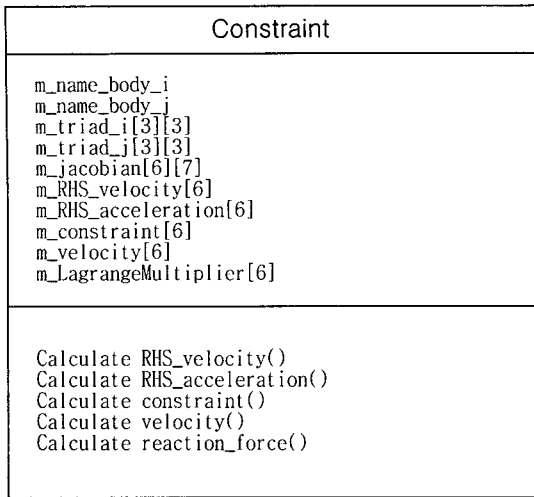 Constraint
m_name_body_i
m_name_body_j
m_triad_i[3][3]
m_triad_j[3][3]
m_jacobian[6][7]
m_RHS_velocity[6]
m_RHS_acceleration[6]
m_constraint[6]
m_velocity[6]
m_LagrangeMultiplier[6]
Calculate RHS_velocity()
Calculate RHS_acceleration()
Calculate constraint()
Calculate velocity()
Calculate reaction_force()